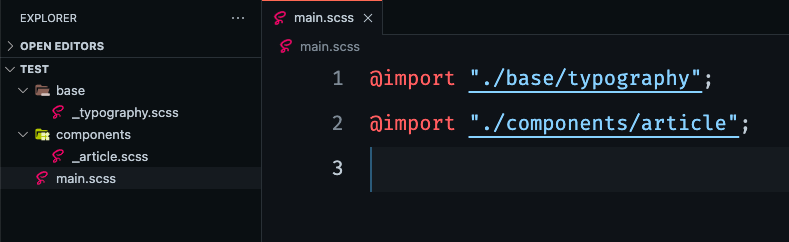 EXPLORER
OPEN EDITORS
TEST
base
_typography.scss
components
_article.scss
main.scss
main.scss
main.scss
1 @import "./base/typography";
2 @import "./components/article";
3